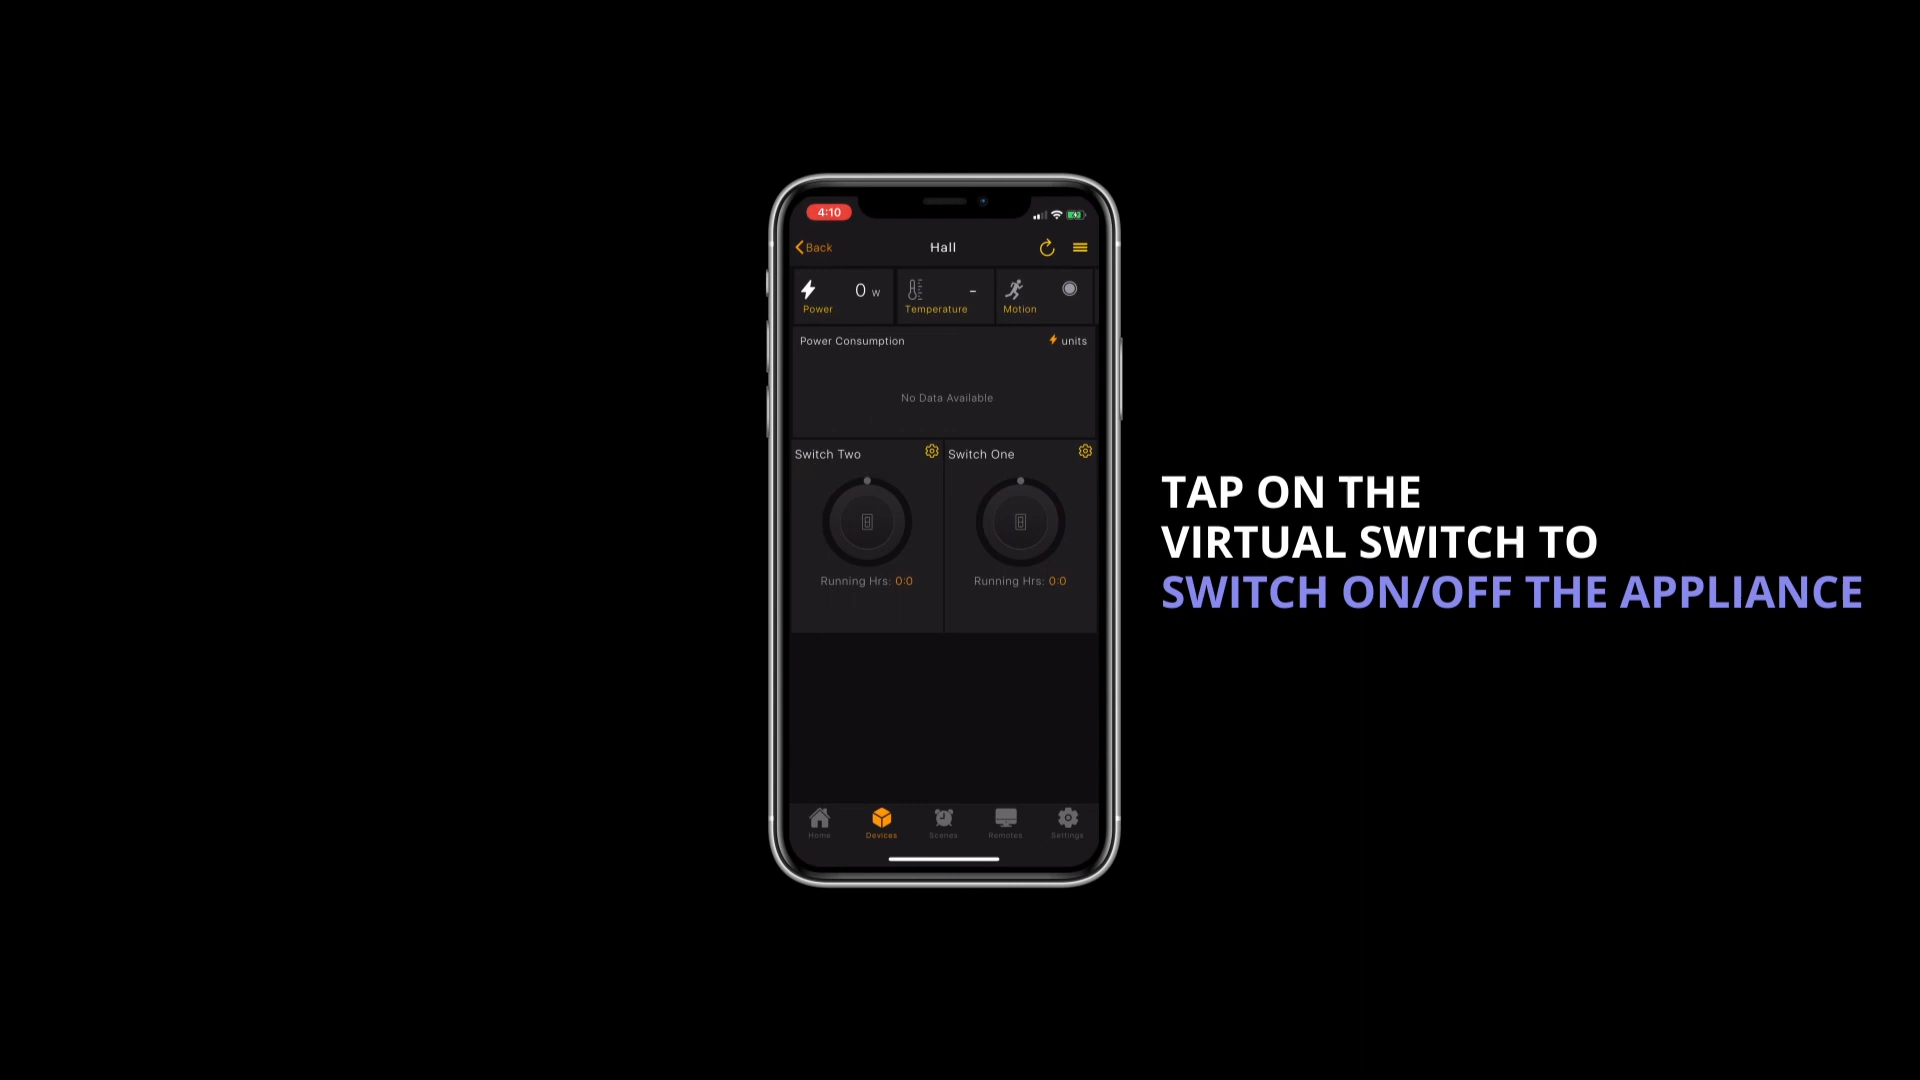 4:10
Back
Hall
0 w
-
Power
Temperature
Motion
Power Consumption
units
No Data Available
Switch Two
Switch One
Running Hrs: 0:0
Running Hrs: 0:0
Home
Devices
Scenes
Remotes
Settings
TAP ON THE
VIRTUAL SWITCH TO
SWITCH ON/OFF THE APPLIANCE